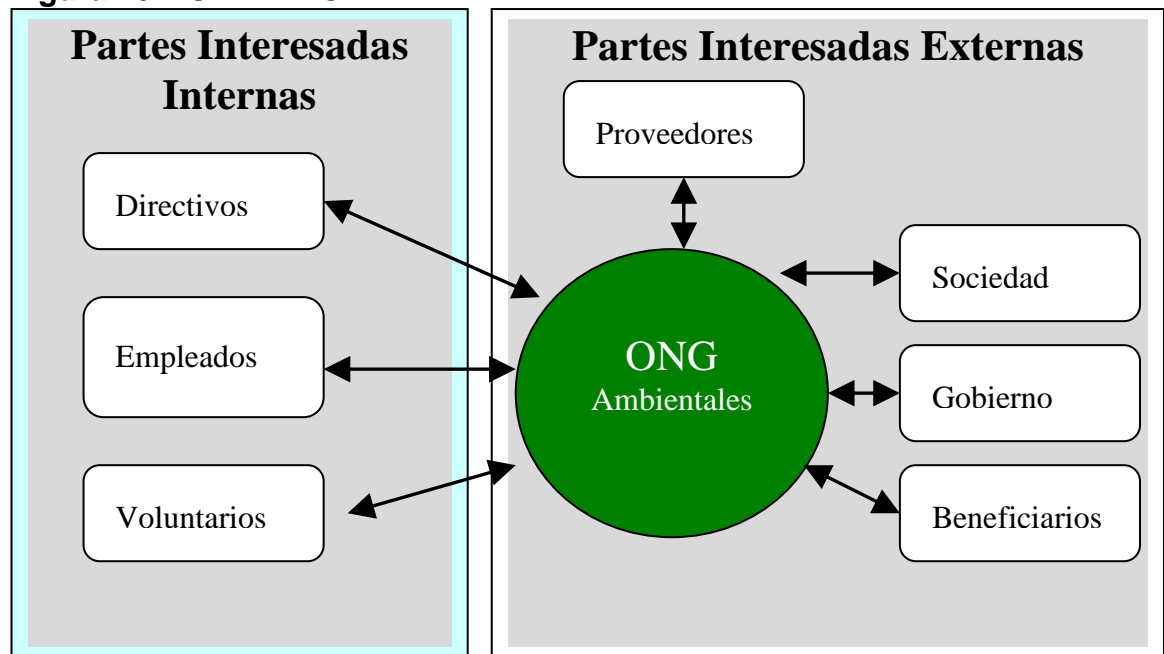 Partes Interesadas
Internas
Directivos
Empleados
Voluntarios
Partes Interesadas Externas
Proveedores
ONG
Ambientales
Sociedad
Gobierno
Beneficiarios